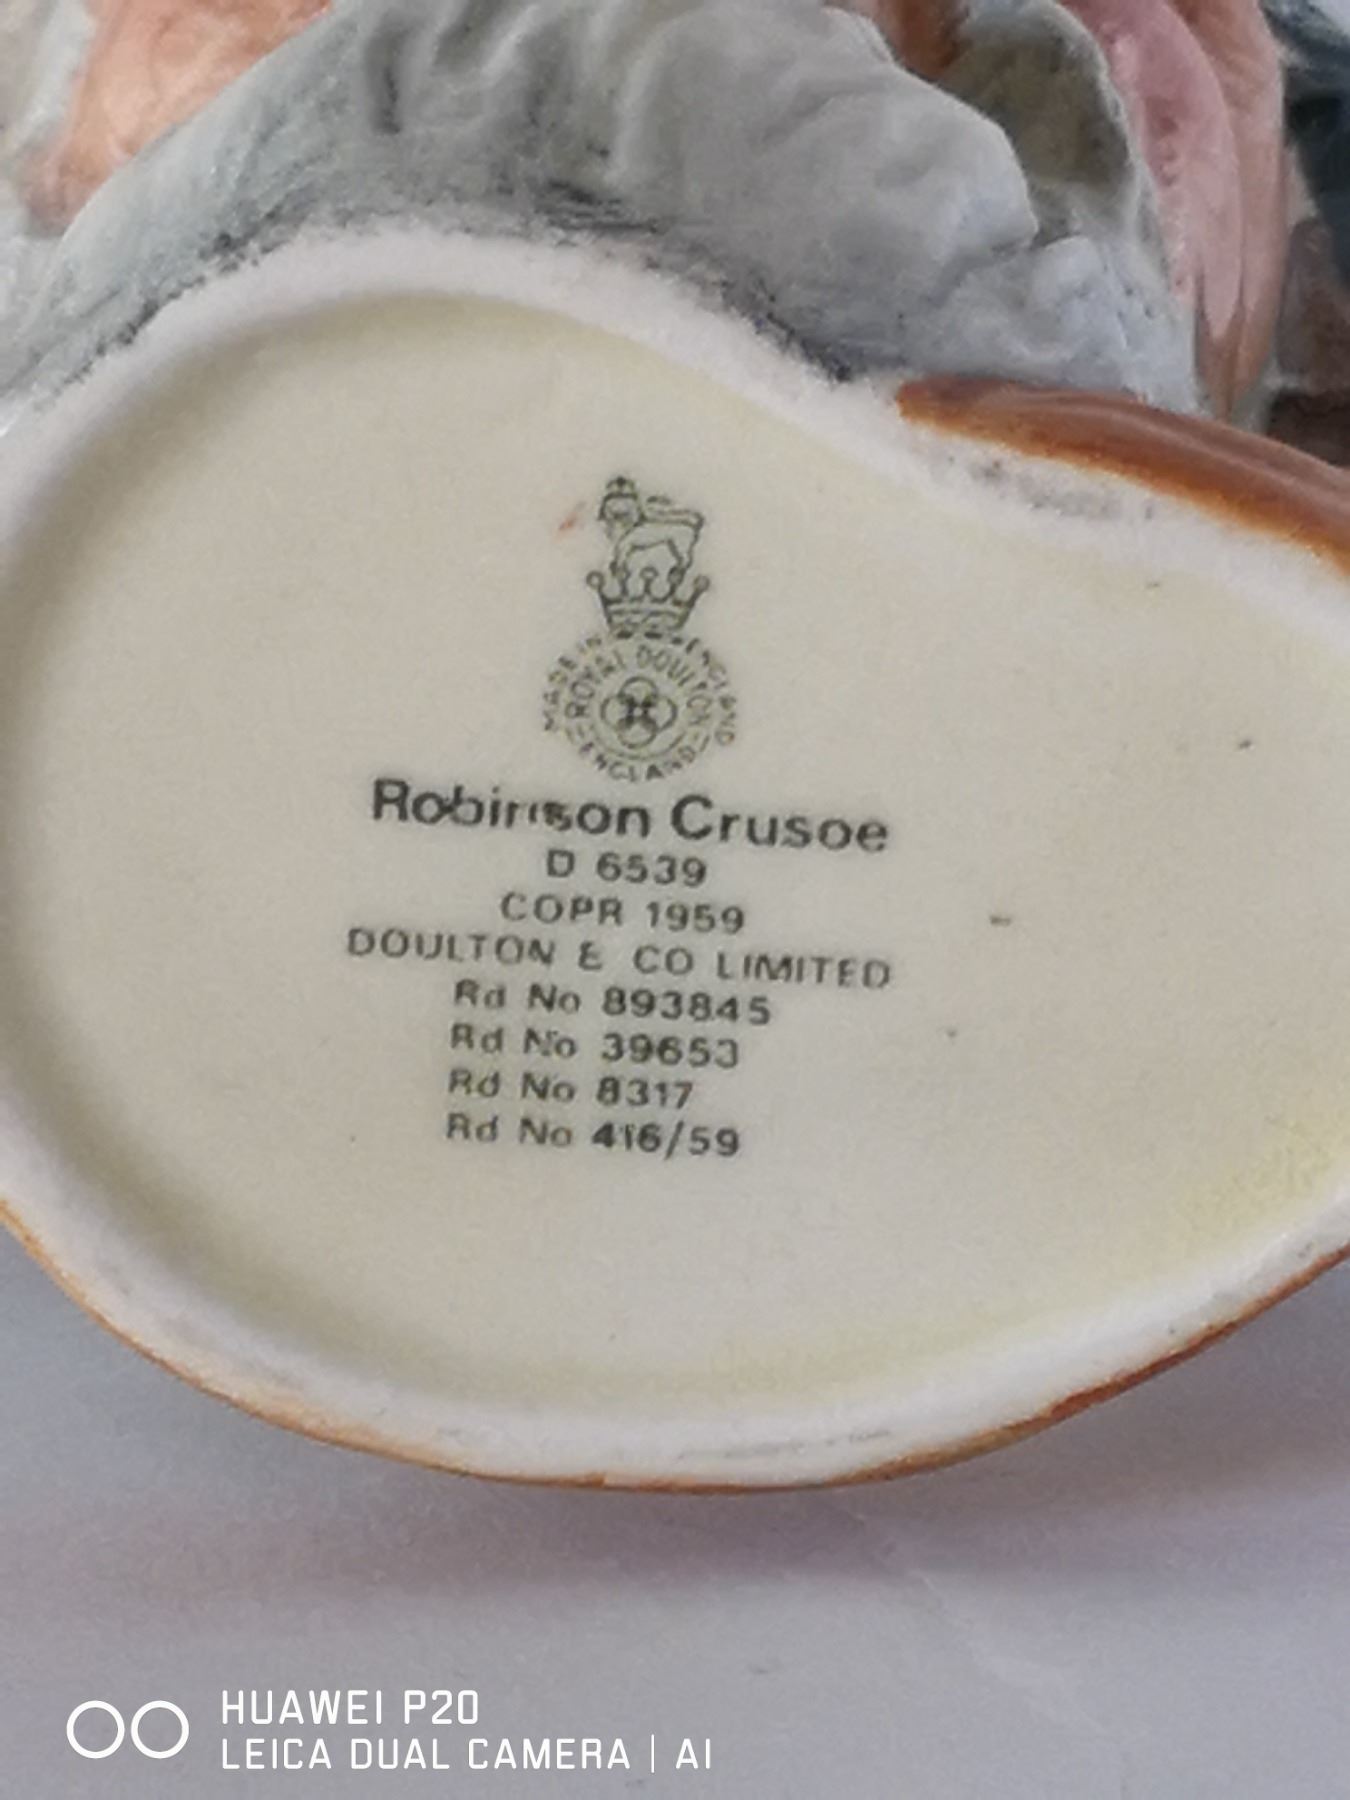 MADE IN ENGLAND
ROYAL DOULTON
ENGLAND
Robinson Crusoe
D 6539
COPR 1959
DOULTON & CO LIMITED
Rd No 893845
Rd No 39653
Rd No 8317
Rd No 416/59
HUAWEI P20
LEICA DUAL CAMERA | AI